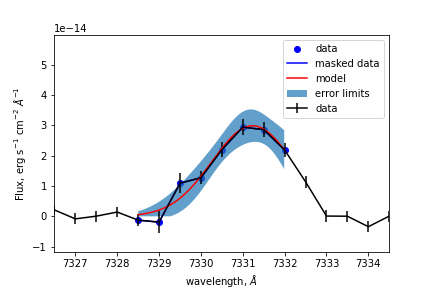 1e−14
data
masked data
model
error limits
data
5
4
3
2
1
0
−1
Flux, erg s⁻¹ cm⁻² Å⁻¹
7327 7328 7329 7330 7331 7332 7333 7334
wavelength, Å